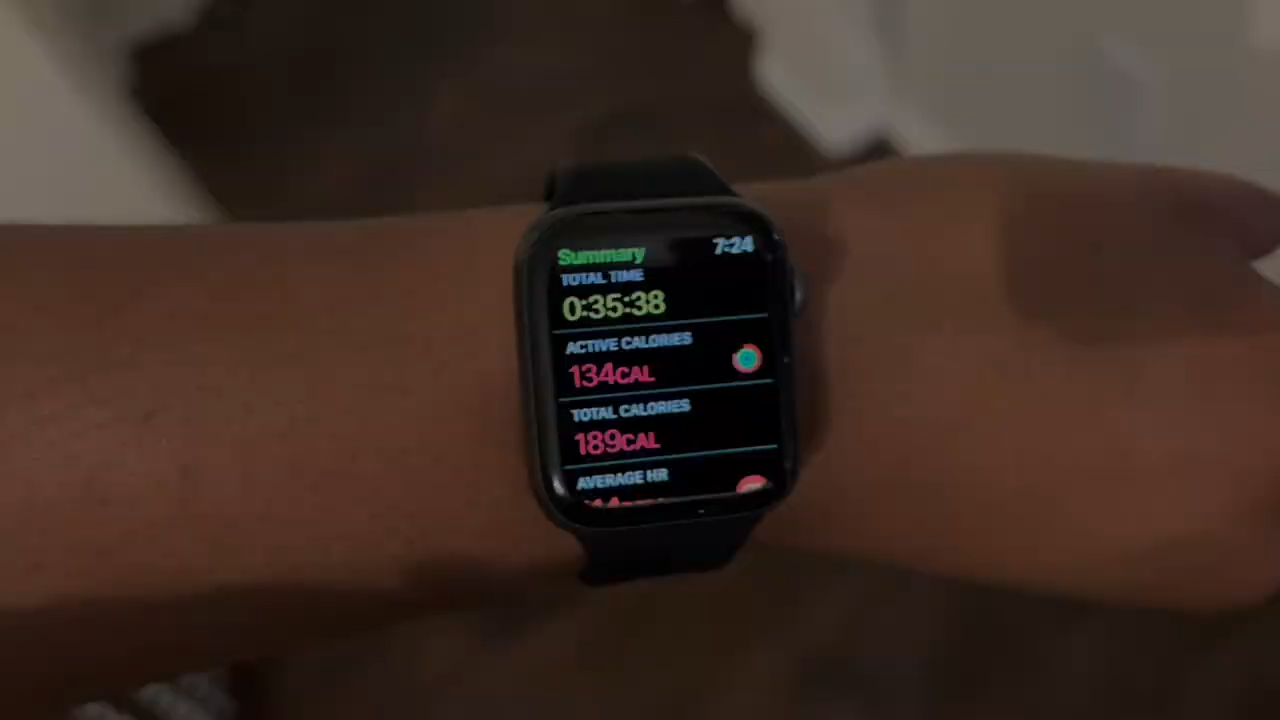 Summary
7:24
TOTAL TIME
0:35:38
ACTIVE CALORIES
134CAL
TOTAL CALORIES
189CAL
AVERAGE HR